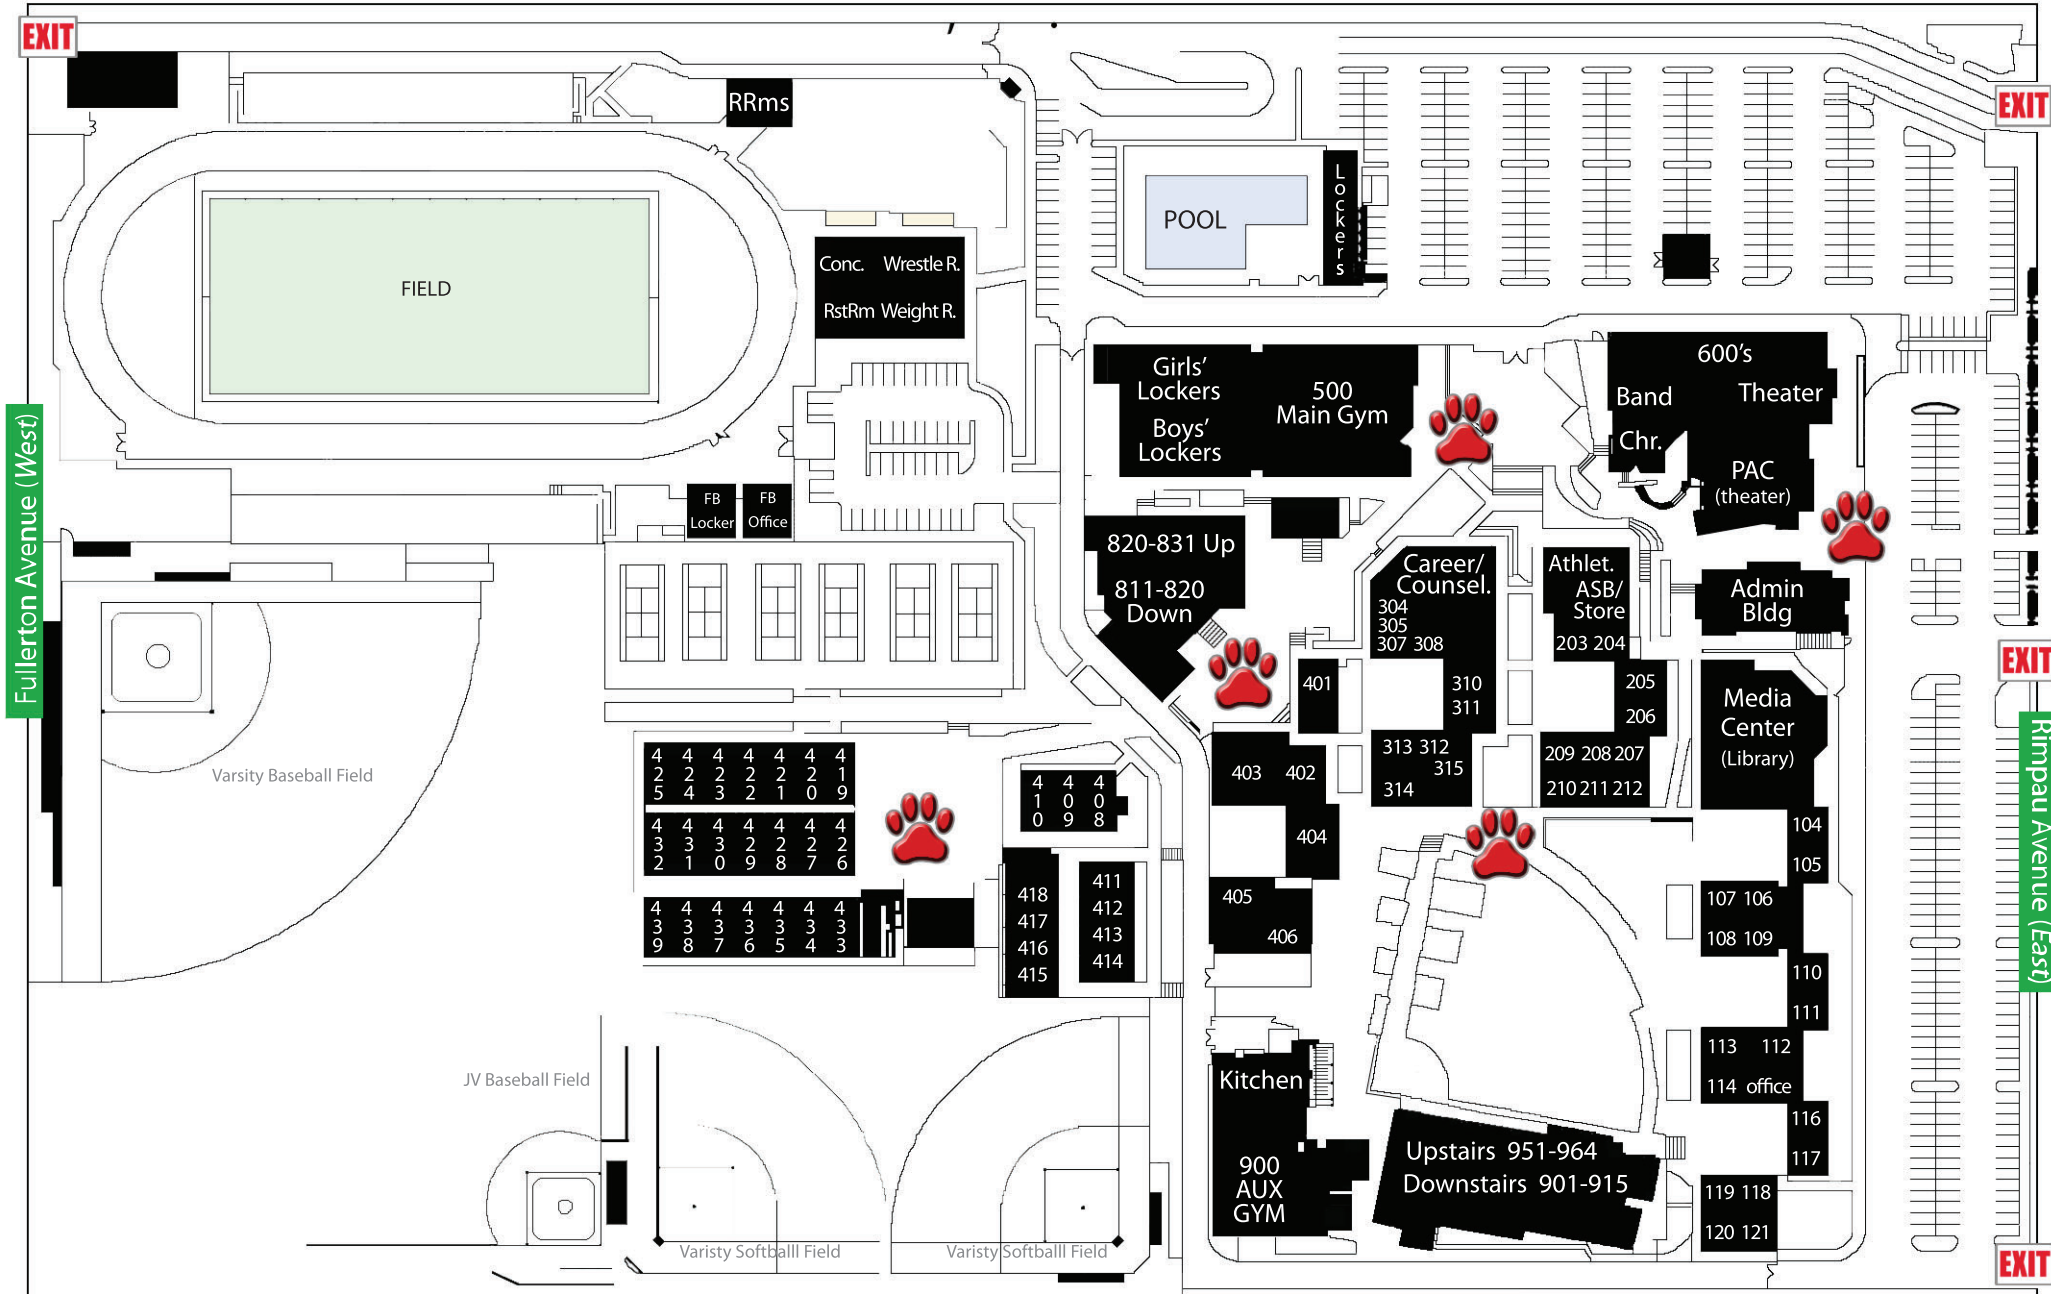 EXIT
EXIT
RRms
Lockers
POOL
FIELD
Conc. Wrestle R.
RstRm Weight R.
Girls'
Lockers
Boys'
Lockers
500
Main Gym
600's
Band
Theater
Chr.
PAC
(theater)
Fullerton Avenue (West)
FB
Locker
FB
Office
820-831 Up
811-820
Down
Career/
Counsel.
304
305
307 308
310
311
313 312
315
314
Athlet.
ASB/
Store
203 204
205
206
209 208 207
210 211 212
Admin
Bldg
EXIT
Media
Center
(Library)
Rimpau Avenue (East)
401
403 402
404
405
406
Varsity Baseball Field
425 424 423 422 421 420 419
432 431 430 429 428 427 426
439 438 437 436 435 434 433
410 409 408
418
417
416
415
411
412
413
414
104
105
107 106
108 109
110
111
113 112
114 office
116
117
119 118
120 121
JV Baseball Field
Kitchen
900
AUX
GYM
Upstairs 951-964
Downstairs 901-915
Varisty Softballl Field
Varisty Softballl Field
EXIT